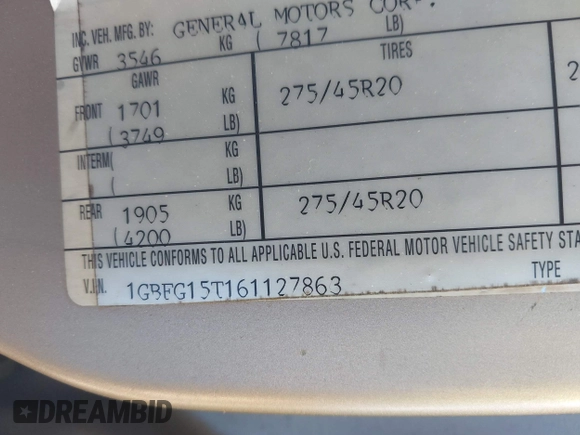 INC. VEH. MFG. BY: GENERAL MOTORS CORP.
GVWR 3546 KG ( 7817 LB)
GAWR TIRES
FRONT 1701 KG 275/45R20
( 3749 LB)
INTERM( KG
( LB)
REAR 1905 KG 275/45R20
( 4200 LB)
THIS VEHICLE CONFORMS TO ALL APPLICABLE U.S. FEDERAL MOTOR VEHICLE SAFETY STA
V.I.N. 1GBFG15T161127863 TYPE
DREAMBID